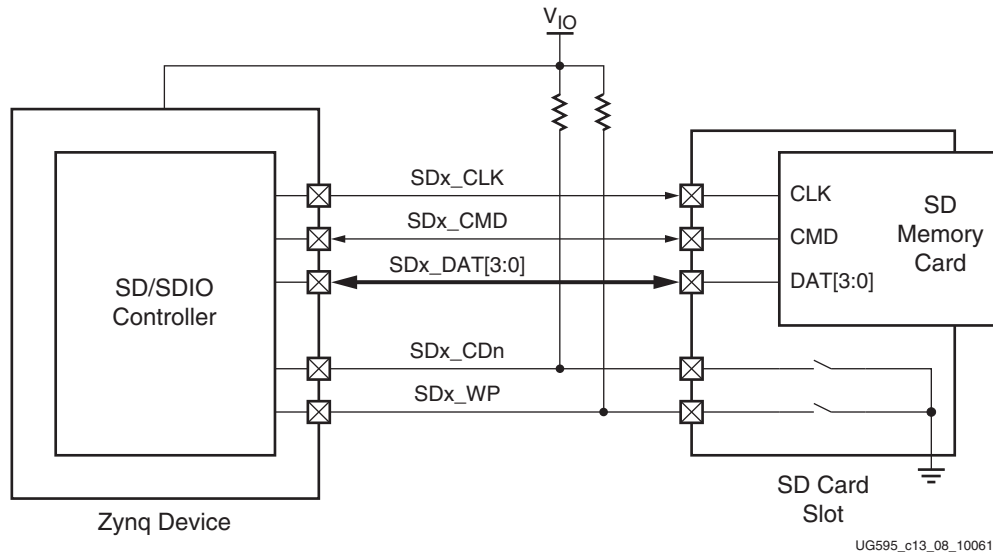 VIO
SDx_CLK
SDx_CMD
SDx_DAT[3:0]
SDx_CDn
SDx_WP
SD/SDIO
Controller
Zynq Device
CLK
CMD
DAT[3:0]
SD
Memory
Card
SD Card
Slot
UG595_c13_08_10061